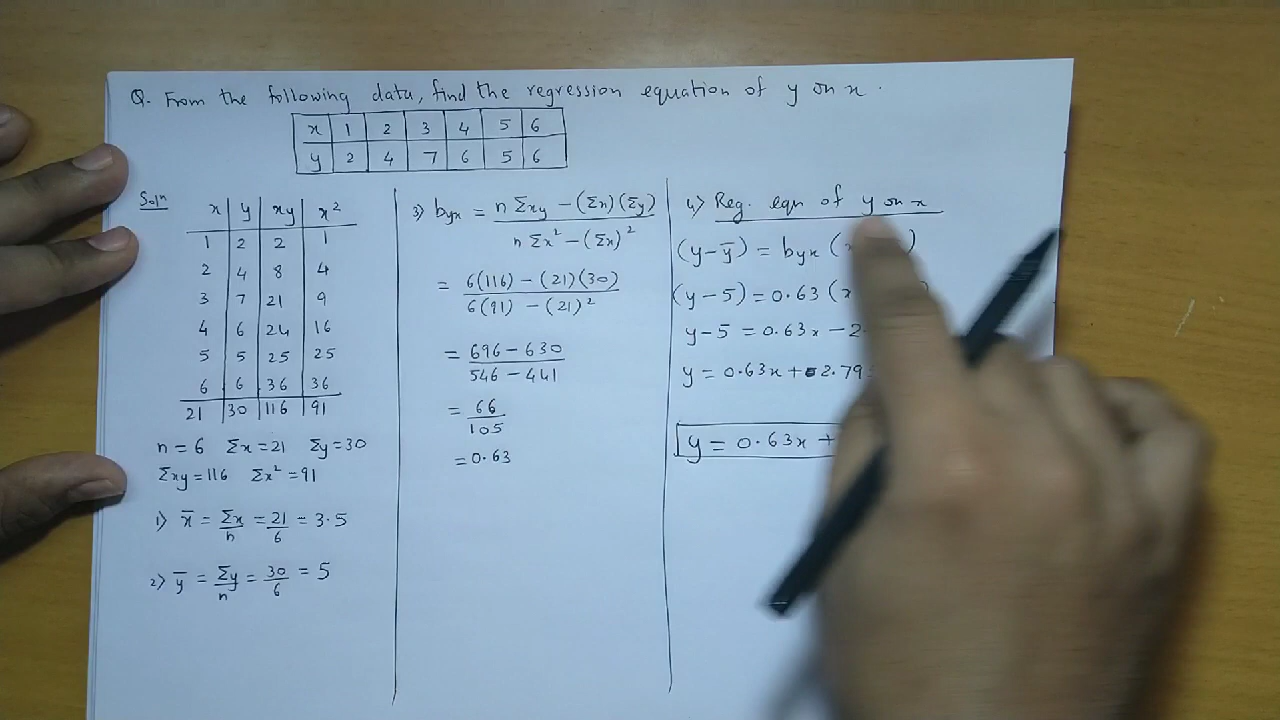 Q. From the following data, find the regression equation of y on x.
x 1 2 3 4 5 6
y 2 4 7 6 5 6
Solⁿ
x y xy x²
1 2 2 1
2 4 8 4
3 7 21 9
4 6 24 16
5 5 25 25
6 6 36 36
21 30 116 91
n = 6 Σx = 21 Σy = 30
Σxy = 116 Σx² = 91
1) x̄ = Σx/n = 21/6 = 3.5
2) ȳ = Σy/n = 30/6 = 5
3) byx = n Σxy – (Σx)(Σy) / n Σx² – (Σx)²
= 6(116) – (21)(30) / 6(91) – (21)²
= 696 – 630 / 546 – 441
= 66 / 105
= 0.63
4) Reg. eqn of y on x
(y – ȳ) = byx (x )
(y – 5) = 0.63 (x )
y – 5 = 0.63x – 2.
y = 0.63x + 2.79
y = 0.63x +